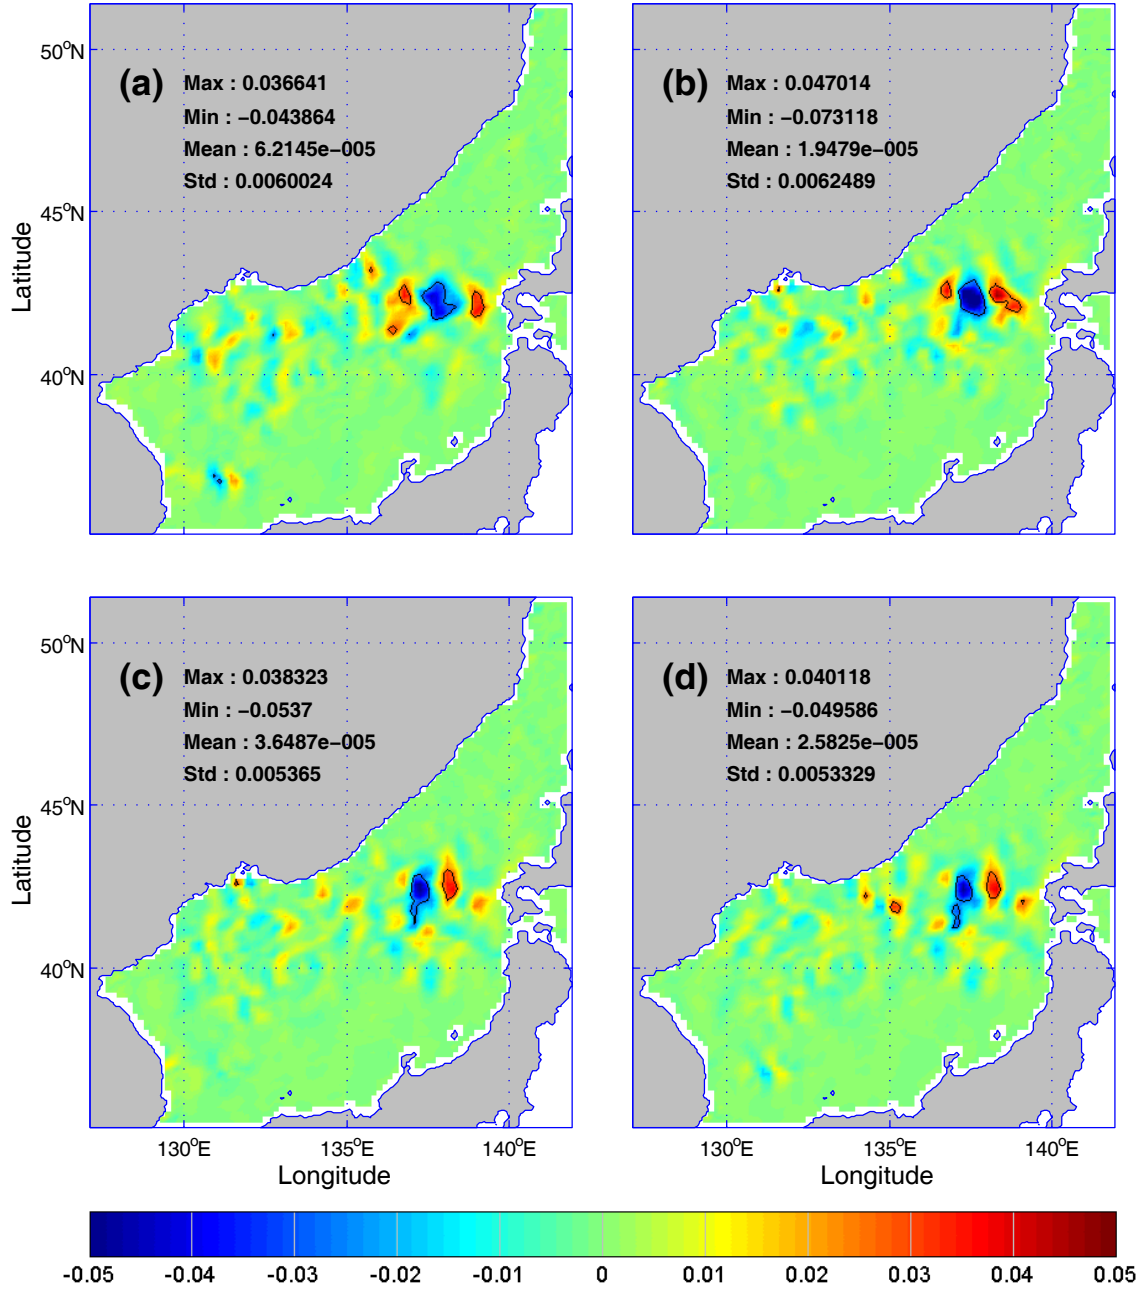 50°N
45°N
40°N
Latitude
(a)
Max : 0.036641
Min : −0.043864
Mean : 6.2145e−005
Std : 0.0060024
(b)
Max : 0.047014
Min : −0.073118
Mean : 1.9479e−005
Std : 0.0062489
50°N
45°N
40°N
Latitude
(c)
Max : 0.038323
Min : −0.0537
Mean : 3.6487e−005
Std : 0.005365
(d)
Max : 0.040118
Min : −0.049586
Mean : 2.5825e−005
Std : 0.0053329
130°E 135°E 140°E
Longitude
130°E 135°E 140°E
Longitude
-0.05 -0.04 -0.03 -0.02 -0.01 0 0.01 0.02 0.03 0.04 0.05